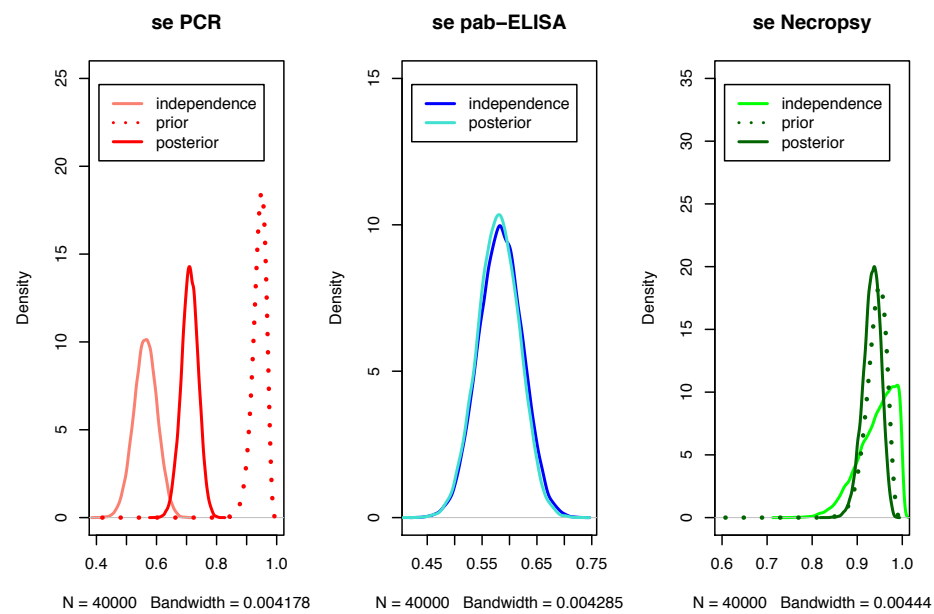 se PCR
Density
0 5 10 15 20 25
independence
prior
posterior
0.4 0.6 0.8 1.0
N = 40000 Bandwidth = 0.004178
se pab−ELISA
Density
0 5 10 15
independence
posterior
0.45 0.55 0.65 0.75
N = 40000 Bandwidth = 0.004285
se Necropsy
Density
0 5 10 15 20 25 30 35
independence
prior
posterior
0.6 0.7 0.8 0.9 1.0
N = 40000 Bandwidth = 0.00444